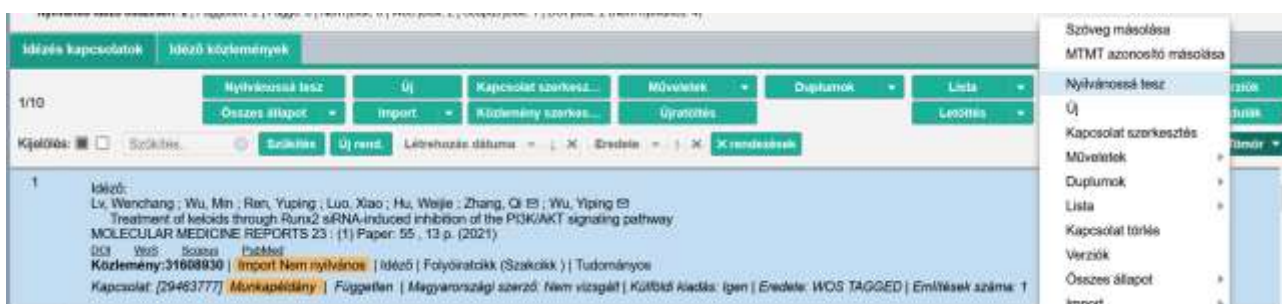 Idézés kapcsolatok Idéző közlemények
Szöveg másolása
MTMT azonosító másolása
Nyilvánossá tesz Új Kapcsolat szerkesz... Műveletek Duplumok Lista
1/10
Összes állapot Import Közlemény szerkes... Újratöltés Letöltés
Kijelölés: Szűkítés.. Szűkítés Új rend. Létrehozás dátuma Eredete X rendezések Tömör
Nyilvánossá tesz
Új
Kapcsolat szerkesztés
Műveletek
Duplumok
Lista
Kapcsolat törlés
Verziók
Összes állapot
Import
1
Idéző:
Lv, Wenchang ; Wu, Min ; Ren, Yuping ; Luo, Xiao ; Hu, Weijie ; Zhang, Qi ; Wu, Yiping
Treatment of keloids through Runx2 siRNA-induced inhibition of the PI3K/AKT signaling pathway
MOLECULAR MEDICINE REPORTS 23 : (1) Paper: 55 , 13 p. (2021)
DOI WoS Scopus PubMed
Közlemény:31608930 | Import Nem nyilvános | Idéző | Folyóiratcikk (Szakcikk ) | Tudományos
Kapcsolat: [29463777] Munkapéldány | Független | Magyarországi szerző: Nem vizsgált | Külföldi kiadás: Igen | Eredete: WOS TAGGED | Említések száma: 1